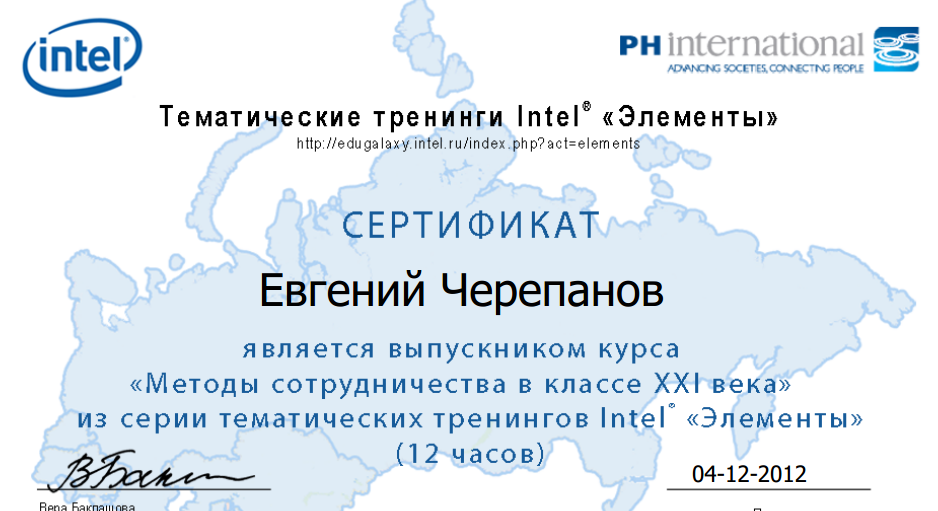 intel
PH international
ADVANCING SOCIETIES, CONNECTING PEOPLE
Тематические тренинги Intel® «Элементы»
http://edugalaxy.intel.ru/index.php?act=elements
СЕРТИФИКАТ
Евгений Черепанов
является выпускником курса
«Методы сотрудничества в классе XXI века»
из серии тематических тренингов Intel® «Элементы»
(12 часов)
04-12-2012
Вера